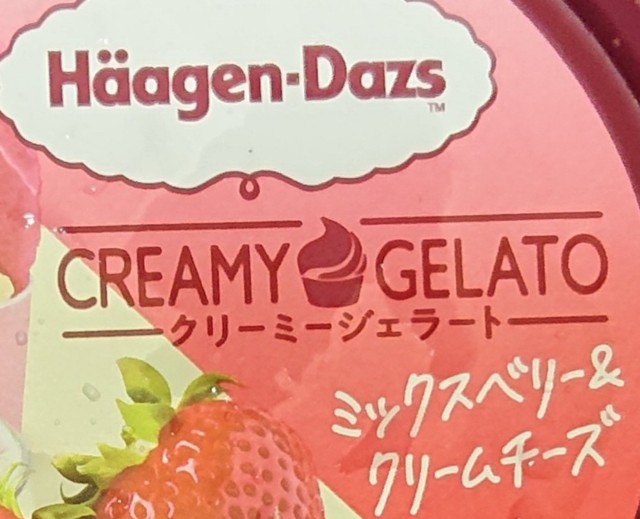 Häagen-Dazs
TM
CREAMY GELATO
クリーミージェラート
ミックスベリー&
クリームチーズ